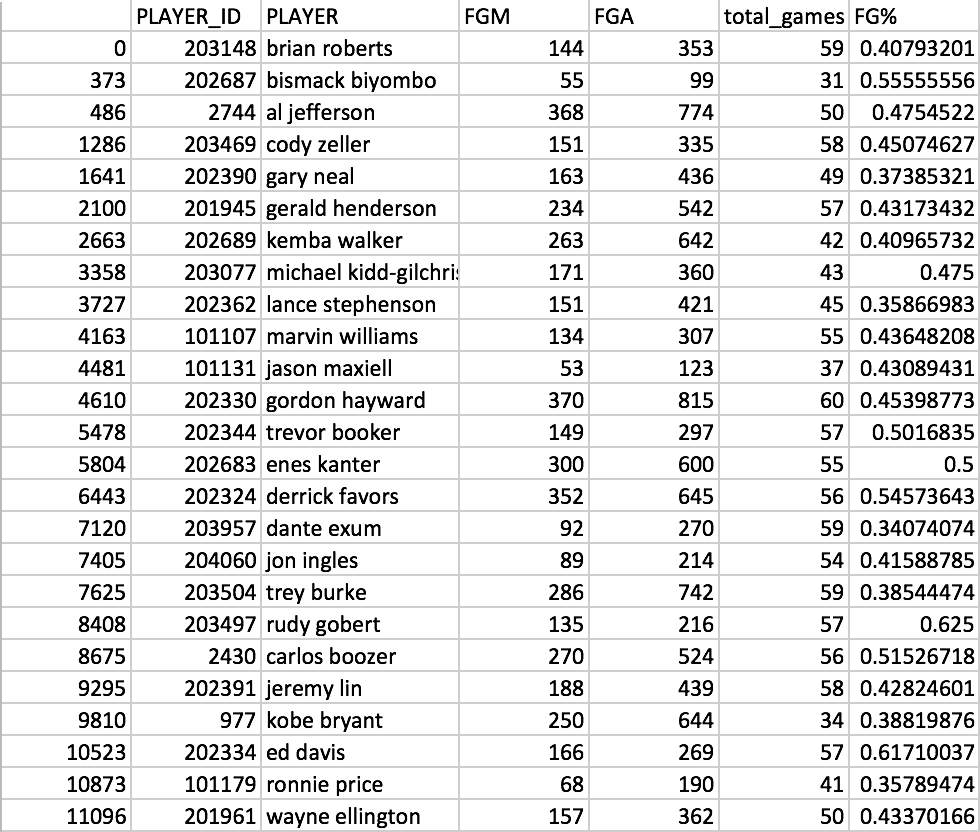 PLAYER_ID PLAYER FGM FGA total_games FG%
0 203148 brian roberts 144 353 59 0.40793201
373 202687 bismack biyombo 55 99 31 0.55555556
486 2744 al jefferson 368 774 50 0.4754522
1286 203469 cody zeller 151 335 58 0.45074627
1641 202390 gary neal 163 436 49 0.37385321
2100 201945 gerald henderson 234 542 57 0.43173432
2663 202689 kemba walker 263 642 42 0.40965732
3358 203077 michael kidd-gilchris 171 360 43 0.475
3727 202362 lance stephenson 151 421 45 0.35866983
4163 101107 marvin williams 134 307 55 0.43648208
4481 101131 jason maxiell 53 123 37 0.43089431
4610 202330 gordon hayward 370 815 60 0.45398773
5478 202344 trevor booker 149 297 57 0.5016835
5804 202683 enes kanter 300 600 55 0.5
6443 202324 derrick favors 352 645 56 0.54573643
7120 203957 dante exum 92 270 59 0.34074074
7405 204060 jon ingles 89 214 54 0.41588785
7625 203504 trey burke 286 742 59 0.38544474
8408 203497 rudy gobert 135 216 57 0.625
8675 2430 carlos boozer 270 524 56 0.51526718
9295 202391 jeremy lin 188 439 58 0.42824601
9810 977 kobe bryant 250 644 34 0.38819876
10523 202334 ed davis 166 269 57 0.61710037
10873 101179 ronnie price 68 190 41 0.35789474
11096 201961 wayne ellington 157 362 50 0.43370166